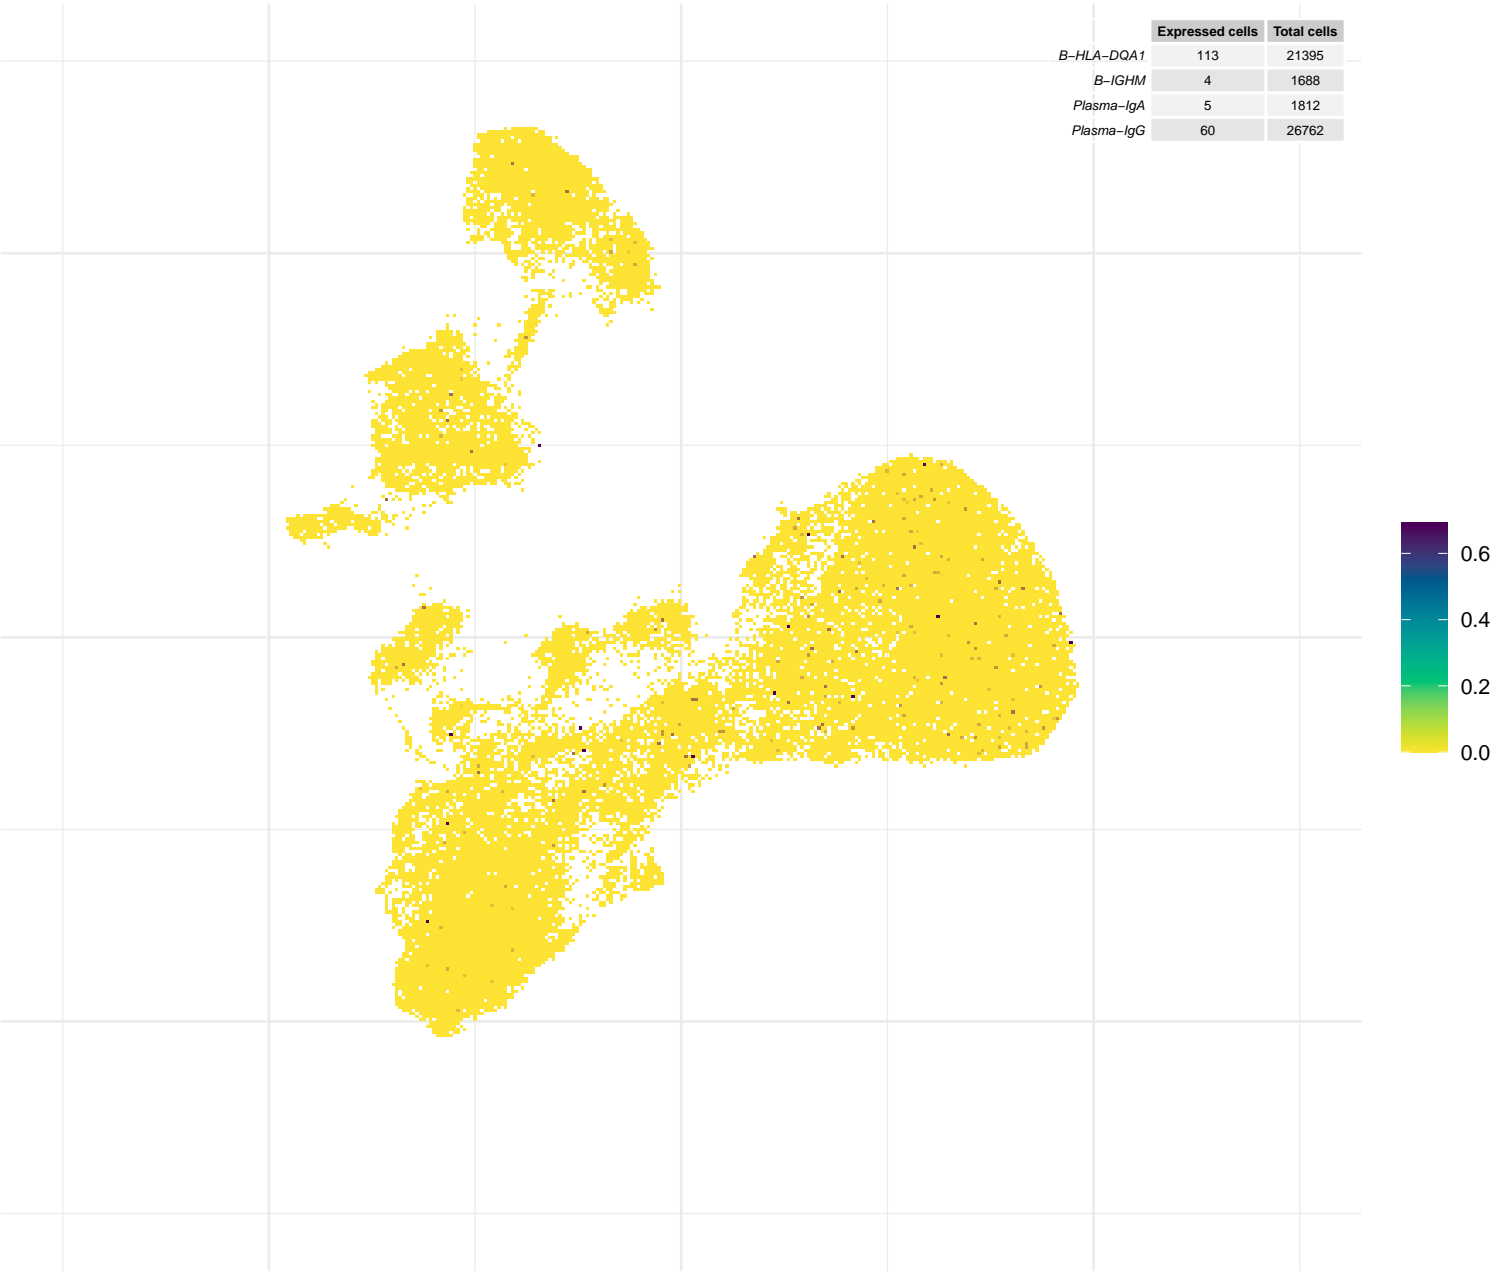 Expressed cells Total cells
B−HLA−DQA1 113 21395
B−IGHM 4 1688
Plasma−IgA 5 1812
Plasma−IgG 60 26762
0.6
0.4
0.2
0.0